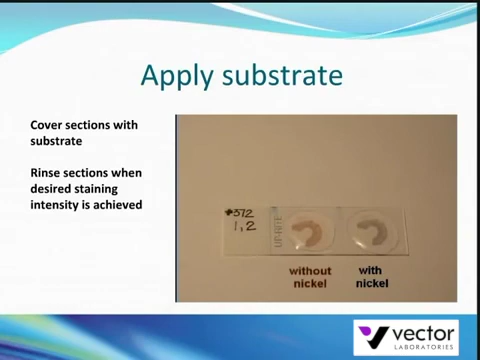 Apply substrate
Cover sections with
substrate
Rinse sections when
desired staining
intensity is achieved
#372
1, 2
without
nickel
with
nickel
vector
LABORATORIES